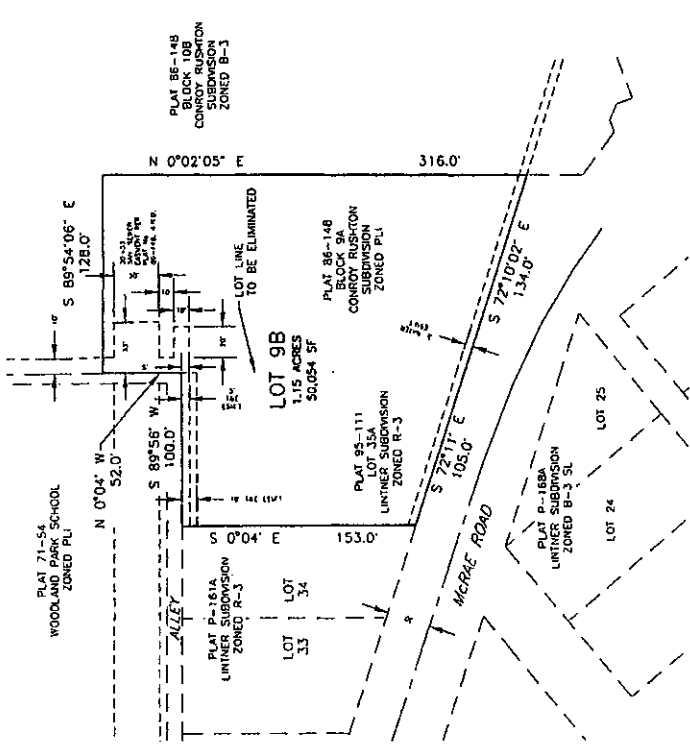 PLAT 86-148
BLOCK 10B
CONROY RUSHTON
SUBDIVISION
ZONED B-3
N 0°02'05" E
316.0'
S 89°54'06" E
128.0'
10'
10'
LOT LINE
TO BE ELIMINATED
PLAT 86-148
BLOCK 9A
CONROY RUSHTON
SUBDIVISION
ZONED PLI
LOT 9B
1.15 ACRES
50,054 SF
S 72°10'02" E
134.0'
N 0°04' W
52.0'
S 89°56' W
100.0'
PLAT 95-111
LOT 35A
LINTNER SUBDIVISION
ZONED R-3
S 72°11' E
105.0'
S 0°04' E
153.0'
PLAT 71-54
WOODLAND PARK SCHOOL
ZONED PLI
ALLEY
PLAT P-161A
LINTNER SUBDIVISION
ZONED R-3
LOT 34
LOT 33
McRAE ROAD
PLAT P-168A
LINTNER SUBDIVISION
ZONED B-3 SL
LOT 25
LOT 24